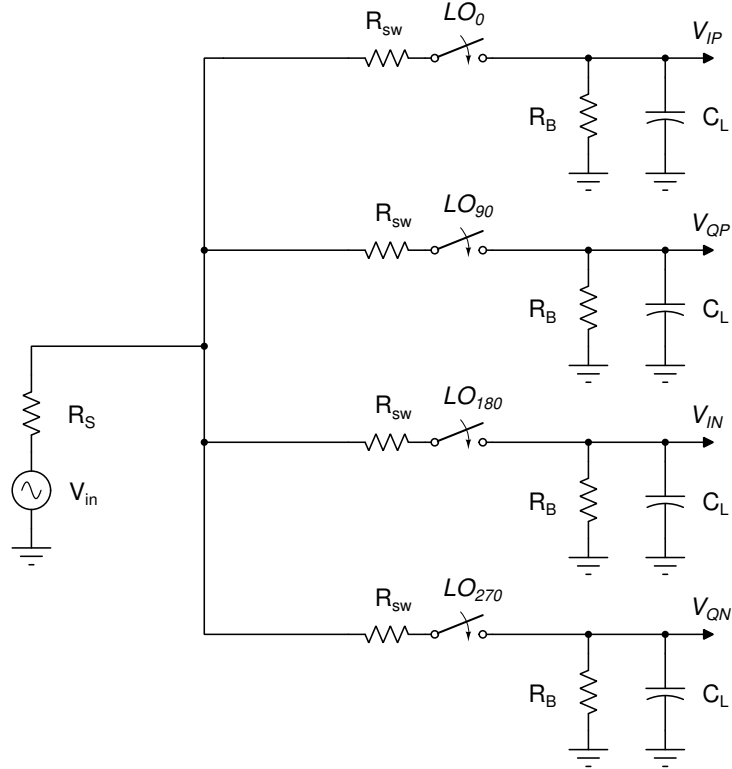 R_sw LO_0 V_IP
R_B C_L
R_sw LO_90 V_QP
R_B C_L
R_S
V_in
R_sw LO_180 V_IN
R_B C_L
R_sw LO_270 V_QN
R_B C_L